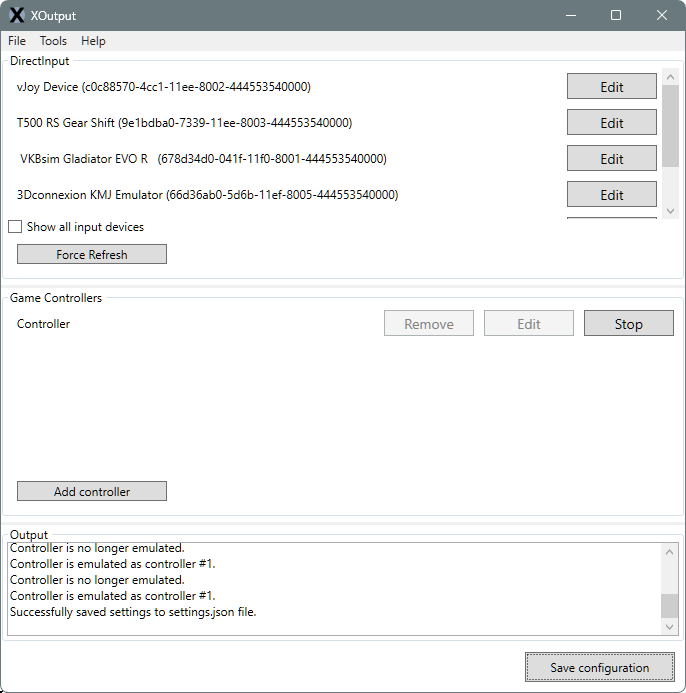 XOutput
File Tools Help
DirectInput
vJoy Device (c0c88570-4cc1-11ee-8002-444553540000)
Edit
T500 RS Gear Shift (9e1bdba0-7339-11ee-8003-444553540000)
Edit
VKBsim Gladiator EVO R (678d34d0-041f-11f0-8001-444553540000)
Edit
3Dconnexion KMJ Emulator (66d36ab0-5d6b-11ef-8005-444553540000)
Edit
Show all input devices
Force Refresh
Game Controllers
Controller
Remove
Edit
Stop
Add controller
Output
Controller is no longer emulated.
Controller is emulated as controller #1.
Controller is no longer emulated.
Controller is emulated as controller #1.
Successfully saved settings to settings.json file.
Save configuration